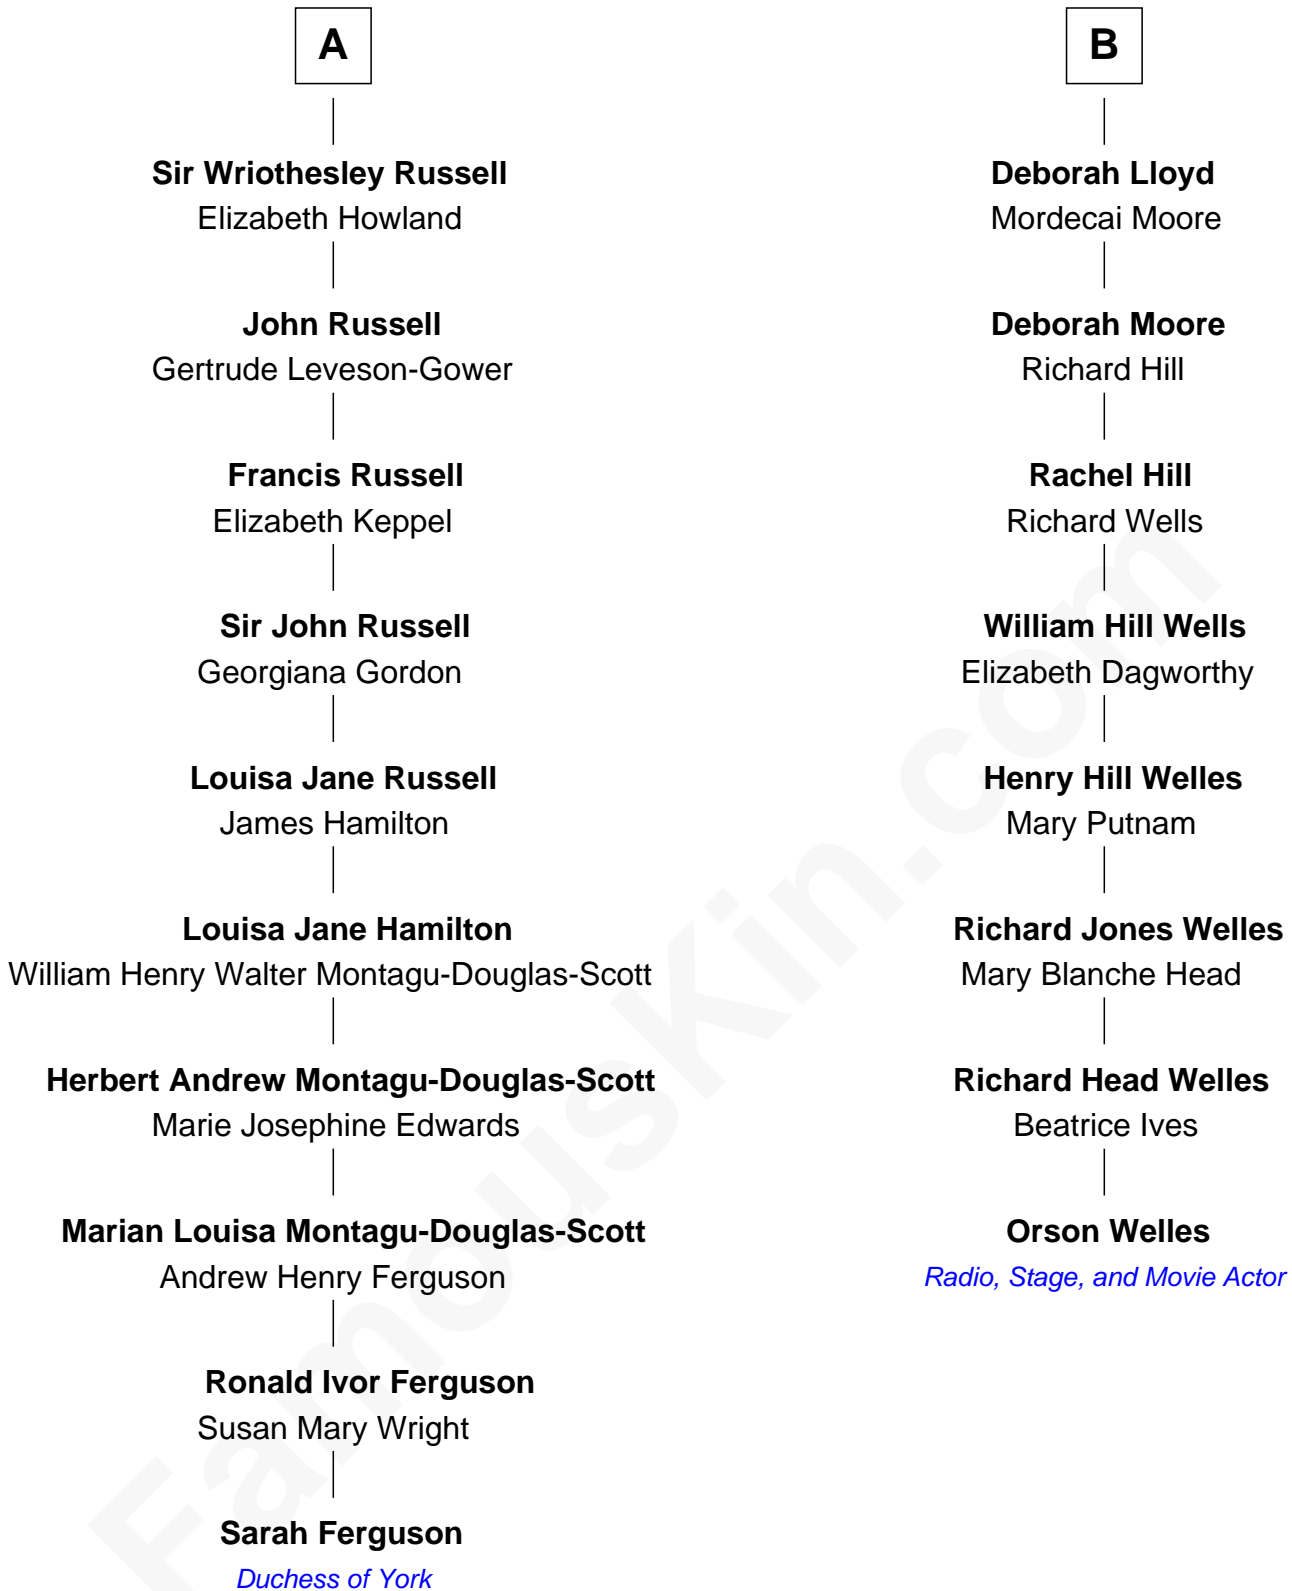 A
Sir Wriothesley Russell
Elizabeth Howland
John Russell
Gertrude Leveson-Gower
Francis Russell
Elizabeth Keppel
Sir John Russell
Georgiana Gordon
Louisa Jane Russell
James Hamilton
Louisa Jane Hamilton
William Henry Walter Montagu-Douglas-Scott
Herbert Andrew Montagu-Douglas-Scott
Marie Josephine Edwards
Marian Louisa Montagu-Douglas-Scott
Andrew Henry Ferguson
Ronald Ivor Ferguson
Susan Mary Wright
Sarah Ferguson
Duchess of York
B
Deborah Lloyd
Mordecai Moore
Deborah Moore
Richard Hill
Rachel Hill
Richard Wells
William Hill Wells
Elizabeth Dagworthy
Henry Hill Welles
Mary Putnam
Richard Jones Welles
Mary Blanche Head
Richard Head Welles
Beatrice Ives
Orson Welles
Radio, Stage, and Movie Actor
FamousKin.com